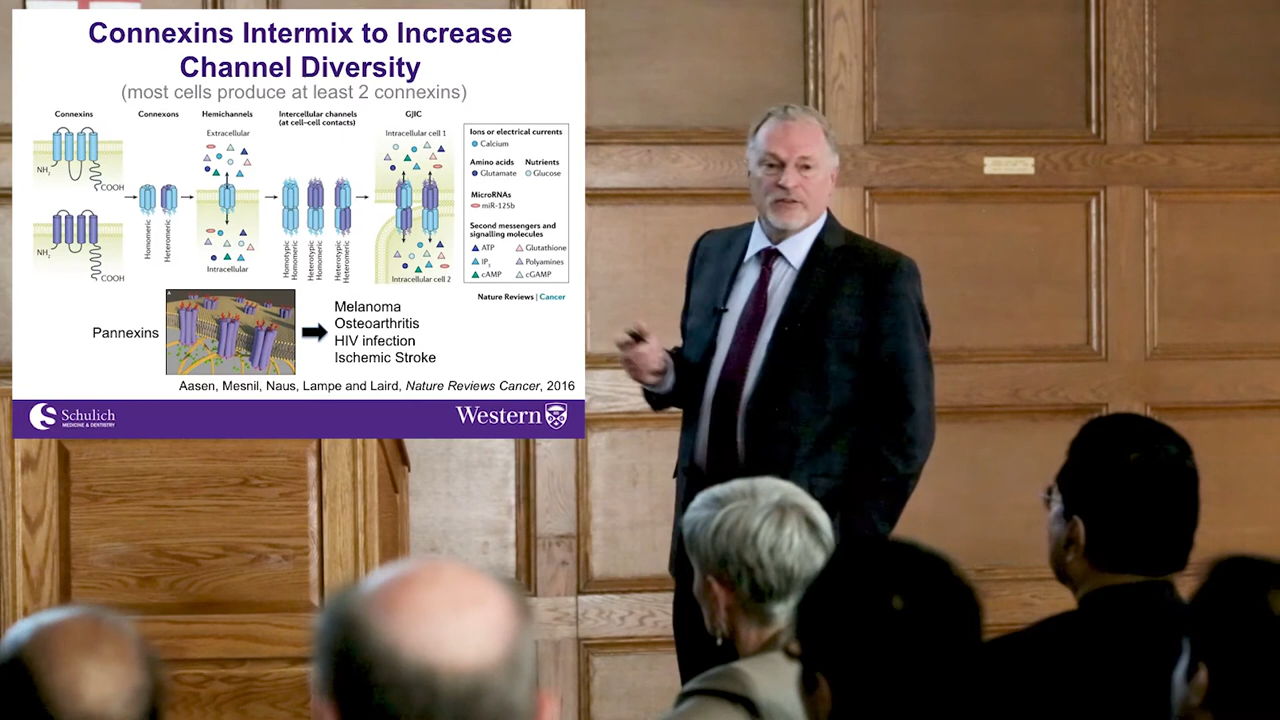 Connexins Intermix to Increase
Channel Diversity
(most cells produce at least 2 connexins)
Connexins
Connexons
Hemichannels
Intercellular channels
(at cell–cell contacts)
GJIC
Extracellular
Intracellular cell 1
NH2
COOH
NH2
COOH
Homomeric
Heteromeric
Intracellular
Homotypic
Homomeric
Heterotypic
Homomeric
Heterotypic
Heteromeric
Intracellular cell 2
Ions or electrical currents
Calcium
Amino acids
Nutrients
Glutamate
Glucose
MicroRNAs
miR-125b
Second messengers and
signalling molecules
ATP
Glutathione
IP3
Polyamines
cAMP
cGAMP
Nature Reviews | Cancer
Pannexins
A
Melanoma
Osteoarthritis
HIV infection
Ischemic Stroke
Aasen, Mesnil, Naus, Lampe and Laird, Nature Reviews Cancer, 2016
Schulich
MEDICINE & DENTISTRY
Western